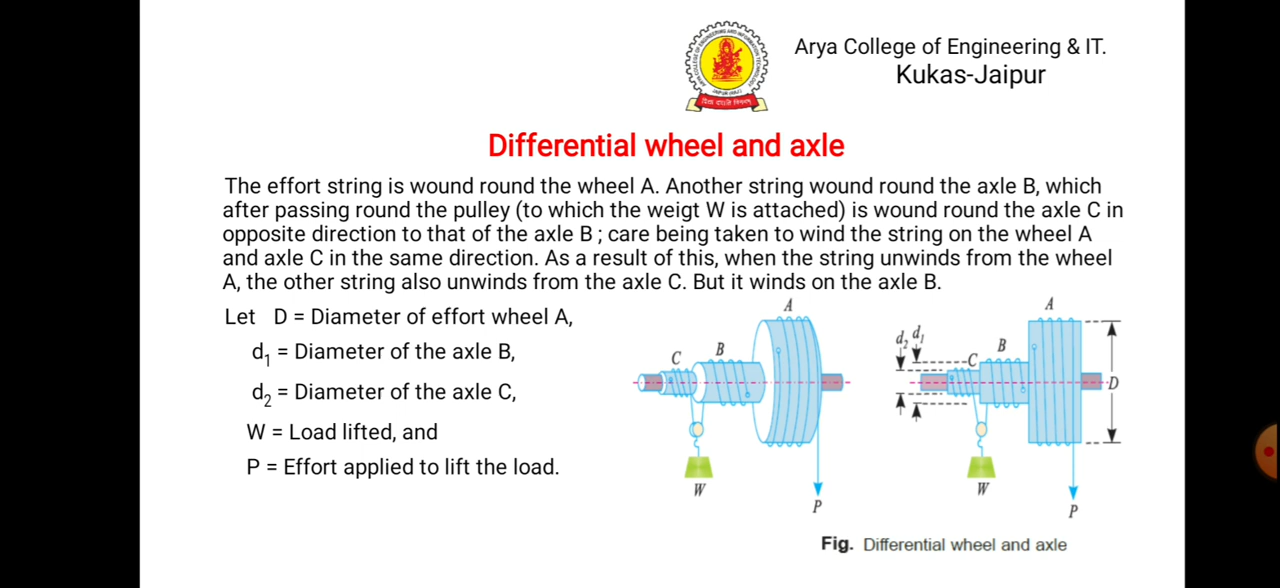 Arya College of Engineering & IT.
Kukas-Jaipur
Differential wheel and axle
The effort string is wound round the wheel A. Another string wound round the axle B, which
after passing round the pulley (to which the weigt W is attached) is wound round the axle C in
opposite direction to that of the axle B ; care being taken to wind the string on the wheel A
and axle C in the same direction. As a result of this, when the string unwinds from the wheel
A, the other string also unwinds from the axle C. But it winds on the axle B.
Let D = Diameter of effort wheel A,
d₁ = Diameter of the axle B,
d₂ = Diameter of the axle C,
W = Load lifted, and
P = Effort applied to lift the load.
A
B
C
W
P
A
d₂ d₁
B
C
D
W
P
Fig. Differential wheel and axle